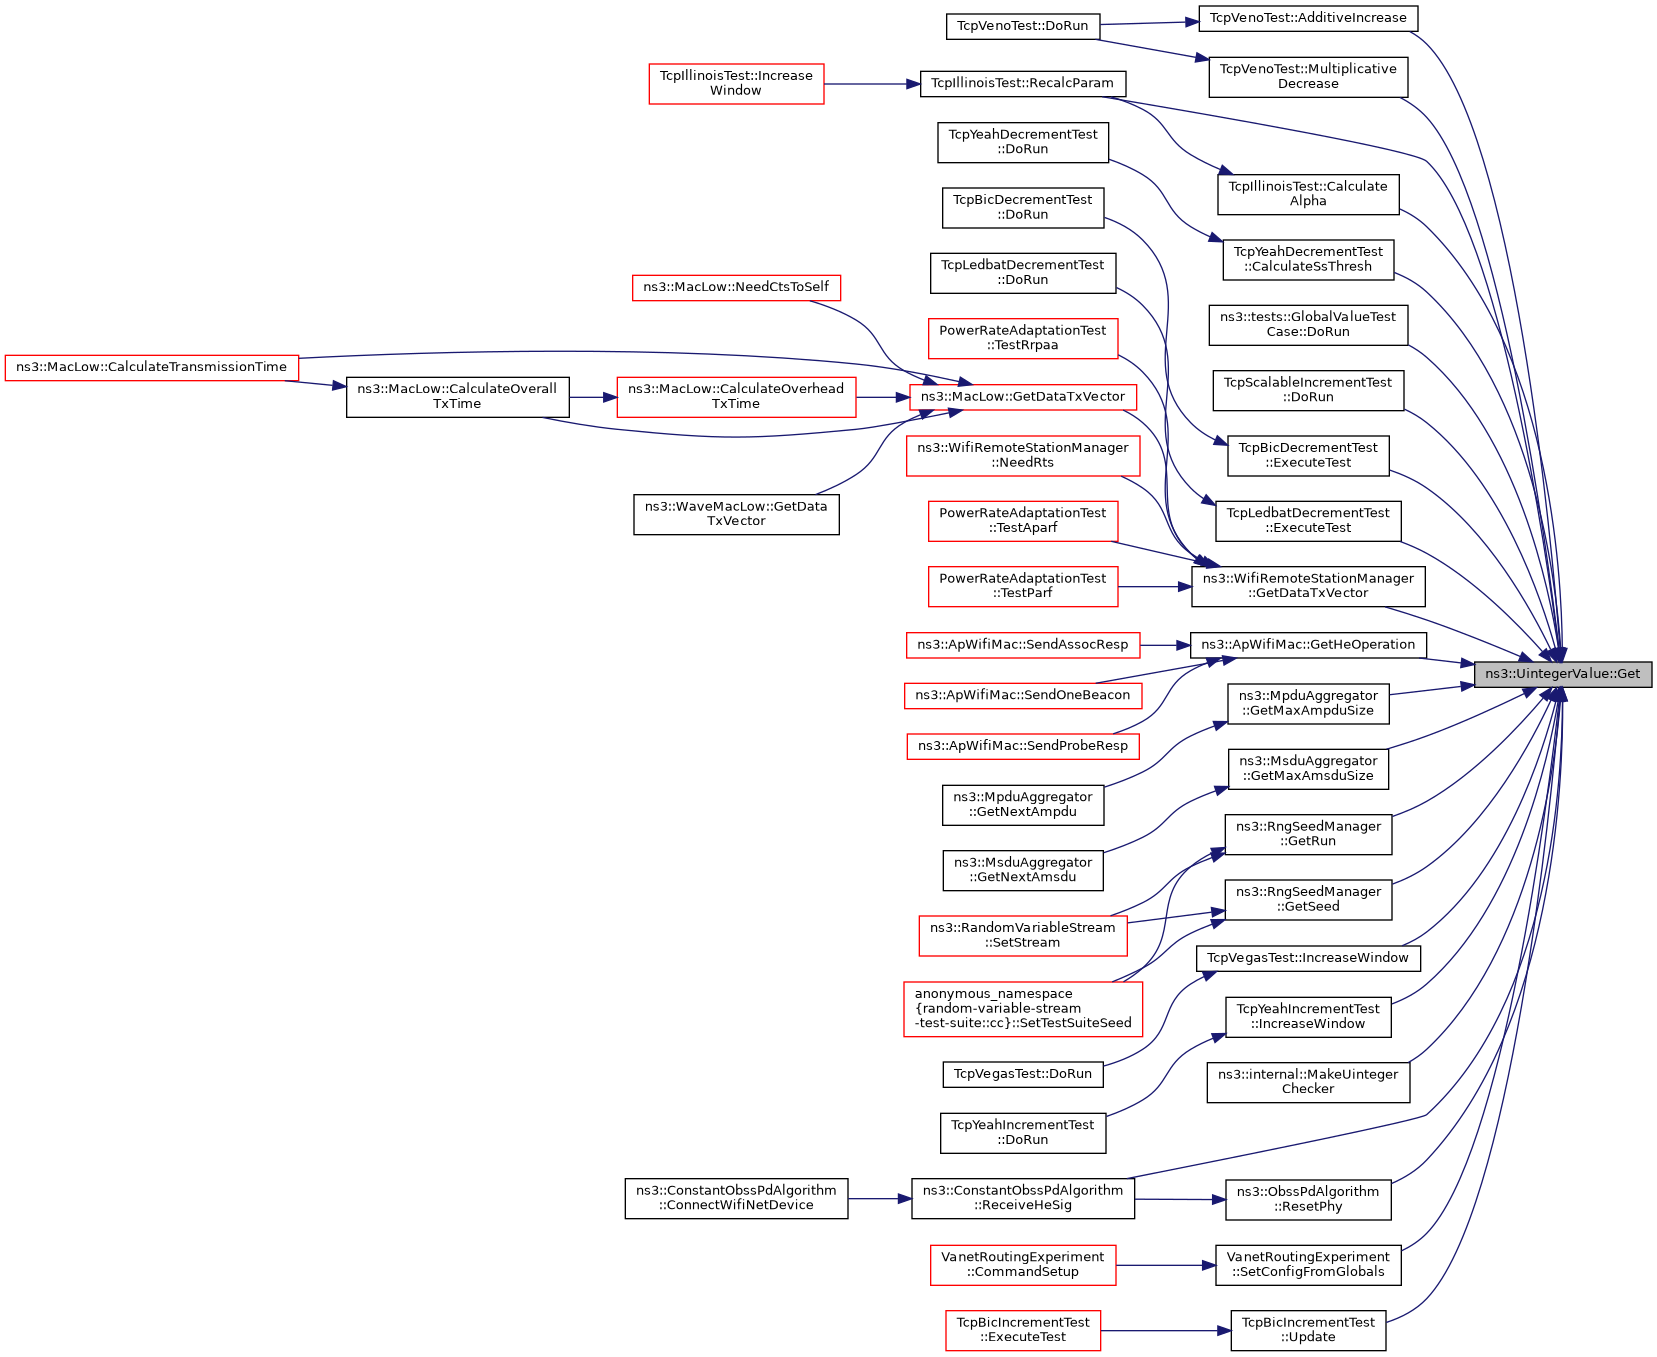 TcpVenoTest::DoRun
TcpVenoTest::AdditiveIncrease
TcpVenoTest::Multiplicative
Decrease
TcpIllinoisTest::Increase
Window
TcpIllinoisTest::RecalcParam
TcpYeahDecrementTest
::DoRun
TcpIllinoisTest::Calculate
Alpha
TcpBicDecrementTest
::DoRun
TcpYeahDecrementTest
::CalculateSsThresh
TcpLedbatDecrementTest
::DoRun
ns3::MacLow::NeedCtsToSelf
ns3::tests::GlobalValueTest
Case::DoRun
PowerRateAdaptationTest
::TestRrpaa
ns3::MacLow::CalculateTransmissionTime
ns3::MacLow::CalculateOverall
TxTime
ns3::MacLow::CalculateOverhead
TxTime
ns3::MacLow::GetDataTxVector
TcpScalableIncrementTest
::DoRun
ns3::WifiRemoteStationManager
::NeedRts
TcpBicDecrementTest
::ExecuteTest
ns3::WaveMacLow::GetData
TxVector
PowerRateAdaptationTest
::TestAparf
TcpLedbatDecrementTest
::ExecuteTest
PowerRateAdaptationTest
::TestParf
ns3::WifiRemoteStationManager
::GetDataTxVector
ns3::ApWifiMac::SendAssocResp
ns3::ApWifiMac::GetHeOperation
ns3::UintegerValue::Get
ns3::ApWifiMac::SendOneBeacon
ns3::MpduAggregator
::GetMaxAmpduSize
ns3::ApWifiMac::SendProbeResp
ns3::MsduAggregator
::GetMaxAmsduSize
ns3::MpduAggregator
::GetNextAmpdu
ns3::RngSeedManager
::GetRun
ns3::MsduAggregator
::GetNextAmsdu
ns3::RngSeedManager
::GetSeed
ns3::RandomVariableStream
::SetStream
TcpVegasTest::IncreaseWindow
anonymous_namespace
{random-variable-stream
-test-suite::cc}::SetTestSuiteSeed
TcpYeahIncrementTest
::IncreaseWindow
TcpVegasTest::DoRun
ns3::internal::MakeUinteger
Checker
TcpYeahIncrementTest
::DoRun
ns3::ConstantObssPdAlgorithm
::ConnectWifiNetDevice
ns3::ConstantObssPdAlgorithm
::ReceiveHeSig
ns3::ObssPdAlgorithm
::ResetPhy
VanetRoutingExperiment
::CommandSetup
VanetRoutingExperiment
::SetConfigFromGlobals
TcpBicIncrementTest
::ExecuteTest
TcpBicIncrementTest
::Update